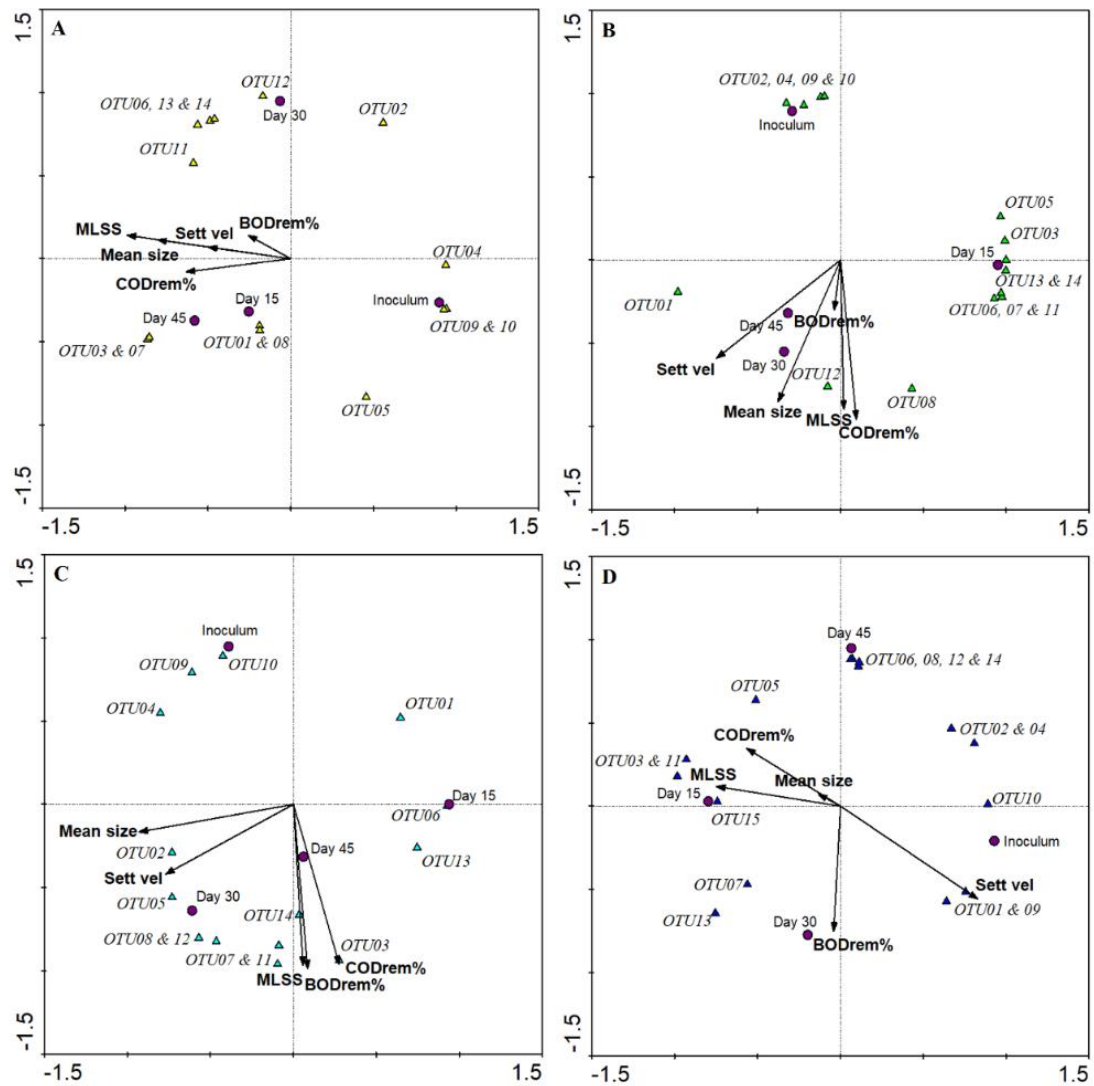 1.5
A
OTU12
OTU06, 13 & 14
Day 30
OTU02
OTU11
MLSS
Sett vel
BODrem%
Mean size
CODrem%
OTU04
Day 15
Inoculum
Day 45
OTU03 & 07
OTU01 & 08
OTU09 & 10
OTU05
-1.5
-1.5
1.5
1.5
B
OTU02, 04, 09 & 10
Inoculum
OTU05
OTU03
Day 15
OTU13 & 14
OTU01
OTU06, 07 & 11
Day 45
BODrem%
Sett vel
Day 30
OTU12
Mean size
MLSS
OTU08
CODrem%
-1.5
-1.5
1.5
1.5
C
Inoculum
OTU09
OTU10
OTU04
OTU01
Day 15
OTU06
Mean size
OTU02
Day 45
OTU13
Sett vel
OTU05
Day 30
OTU14
OTU08 & 12
OTU07 & 11
OTU03
CODrem%
MLSS
BODrem%
-1.5
-1.5
1.5
1.5
D
Day 45
OTU06, 08, 12 & 14
OTU05
OTU02 & 04
CODrem%
OTU03 & 11
MLSS
Mean size
Day 15
OTU15
OTU10
Inoculum
OTU07
Sett vel
OTU01 & 09
OTU13
Day 30
BODrem%
-1.5
-1.5
1.5